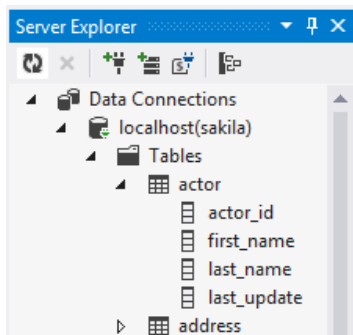 Server Explorer
Data Connections
localhost(sakila)
Tables
actor
actor_id
first_name
last_name
last_update
address